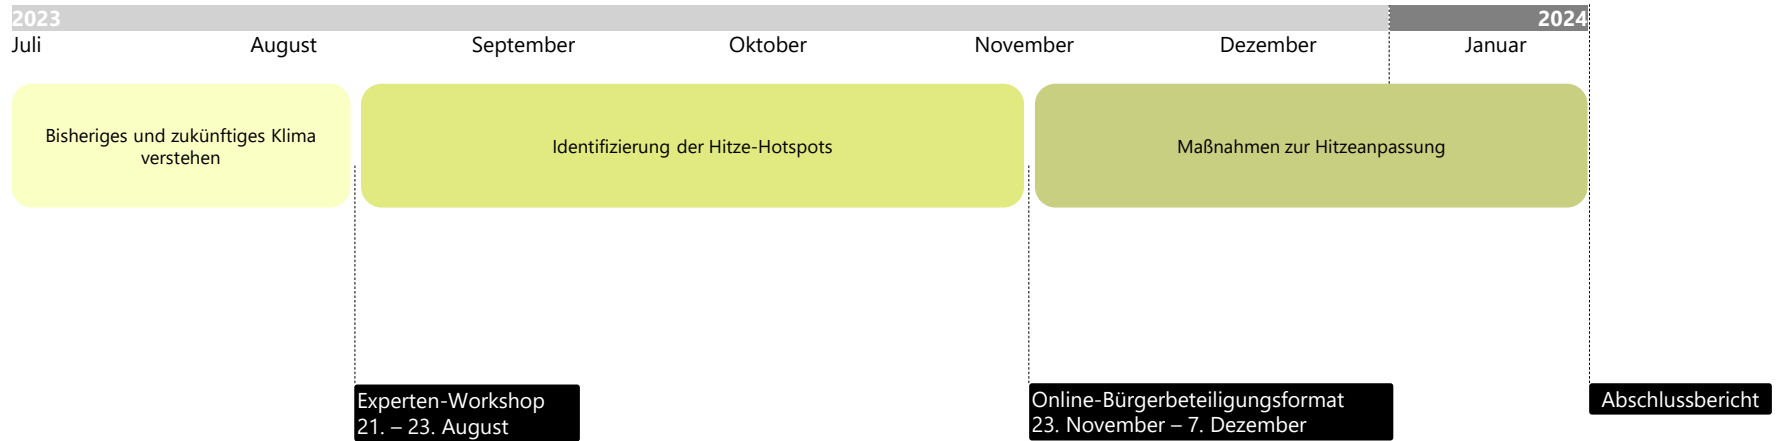 2023
2024
Juli
August
September
Oktober
November
Dezember
Januar
Bisheriges und zukünftiges Klima
verstehen
Identifizierung der Hitze-Hotspots
Maßnahmen zur Hitzeanpassung
Experten-Workshop
21. – 23. August
Online-Bürgerbeteiligungsformat
23. November – 7. Dezember
Abschlussbericht